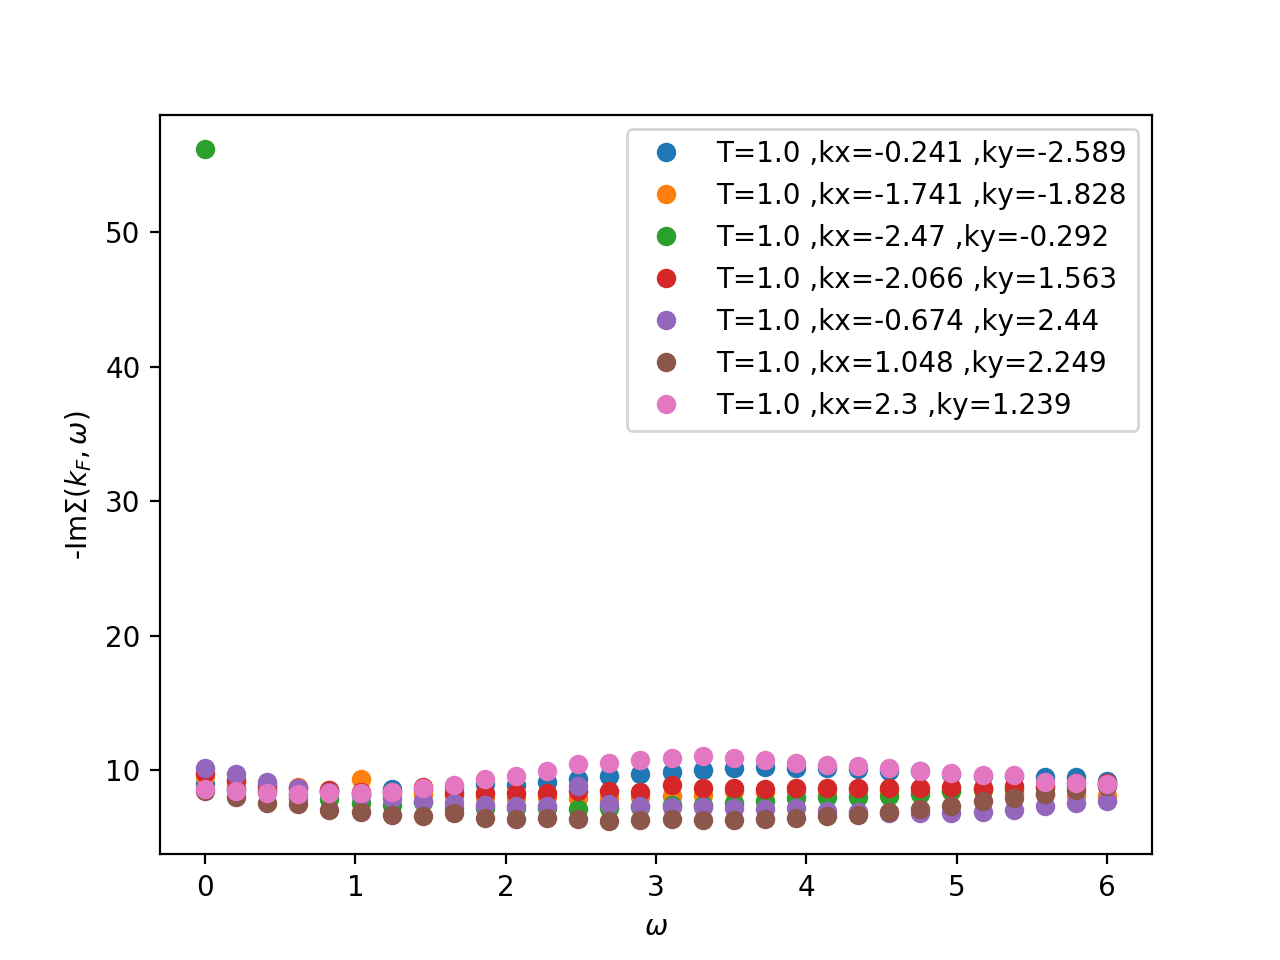 T=1.0 ,kx=-0.241 ,ky=-2.589
T=1.0 ,kx=-1.741 ,ky=-1.828
T=1.0 ,kx=-2.47 ,ky=-0.292
T=1.0 ,kx=-2.066 ,ky=1.563
T=1.0 ,kx=-0.674 ,ky=2.44
T=1.0 ,kx=1.048 ,ky=2.249
T=1.0 ,kx=2.3 ,ky=1.239
50
40
30
20
10
-ImΣ(k_F, ω)
0 1 2 3 4 5 6
ω